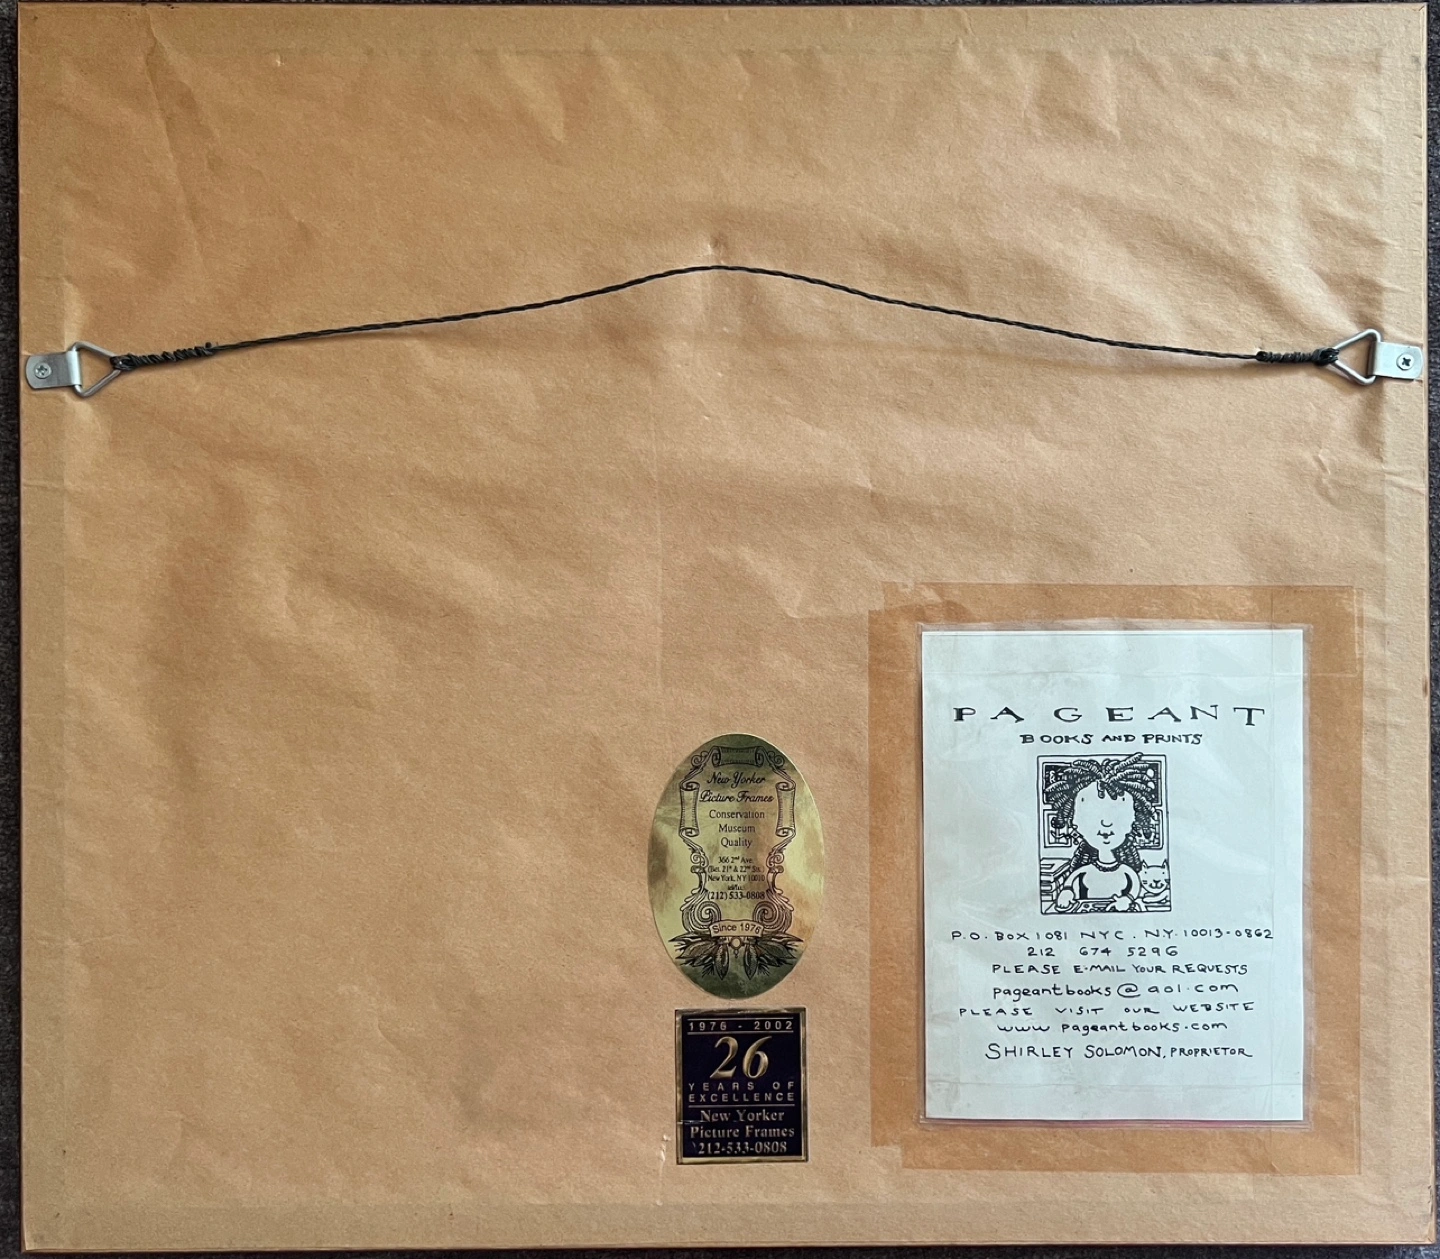 New Yorker
Picture Frames
Conservation
Museum
Quality
366 2nd Ave.
(Bet. 21st & 22nd Sts.)
New York, NY 10010
(212) 533-0808
Since 1976
1976 - 2002
26
YEARS OF
EXCELLENCE
New Yorker
Picture Frames
212-533-0808
PAGEANT
BOOKS AND PRINTS
P.O. BOX 1081 NYC. NY. 10013-0862
212 674 5296
PLEASE E-MAIL YOUR REQUESTS
pageantbooks@aol.com
PLEASE VISIT OUR WEBSITE
www pageantbooks.com
SHIRLEY SOLOMON, PROPRIETOR